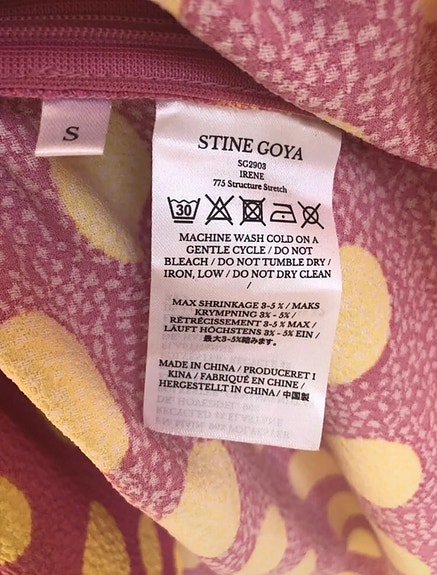 S
STINE GOYA
SG2903
IRENE
775 Structure Stretch
30
MACHINE WASH COLD ON A
GENTLE CYCLE / DO NOT
BLEACH / DO NOT TUMBLE DRY /
IRON, LOW / DO NOT DRY CLEAN
/
MAX SHRINKAGE 3-5 % / MAKS
KRYMPNING 3% - 5% /
RÉTRÉCISSEMENT 3-5 % MAX /
LÄUFT HÖCHSTENS 3%- 5% EIN /
最大3~5%縮みます。
MADE IN CHINA / PRODUCERET I
KINA / FABRIQUÉ EN CHINE /
HERGESTELLT IN CHINA / 中国製